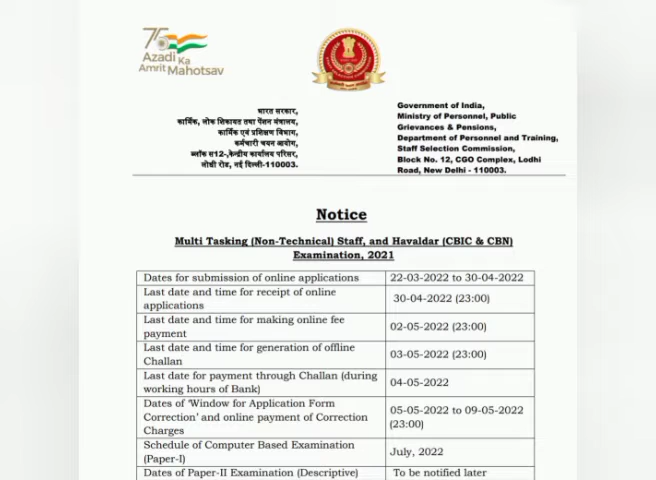 75
Azadi Ka
Amrit Mahotsav
भारत सरकार,
कार्मिक, लोक शिकायत तथा पेंशन मंत्रालय,
कार्मिक एवं प्रशिक्षण विभाग,
कर्मचारी चयन आयोग,
ब्लॉक सं12-,केन्द्रीय कार्यालय परिसर,
लोधी रोड, नई दिल्ली-110003.
Government of India,
Ministry of Personnel, Public
Grievances & Pensions,
Department of Personnel and Training,
Staff Selection Commission,
Block No. 12, CGO Complex, Lodhi
Road, New Delhi - 110003.
Notice
Multi Tasking (Non-Technical) Staff, and Havaldar (CBIC & CBN)
Examination, 2021
Dates for submission of online applications 22-03-2022 to 30-04-2022
Last date and time for receipt of online
applications
30-04-2022 (23:00)
Last date and time for making online fee
payment
02-05-2022 (23:00)
Last date and time for generation of offline
Challan
03-05-2022 (23:00)
Last date for payment through Challan (during
working hours of Bank)
04-05-2022
Dates of ‘Window for Application Form
Correction’ and online payment of Correction
Charges
05-05-2022 to 09-05-2022
(23:00)
Schedule of Computer Based Examination
(Paper-I)
July, 2022
Dates of Paper-II Examination (Descriptive) To be notified later